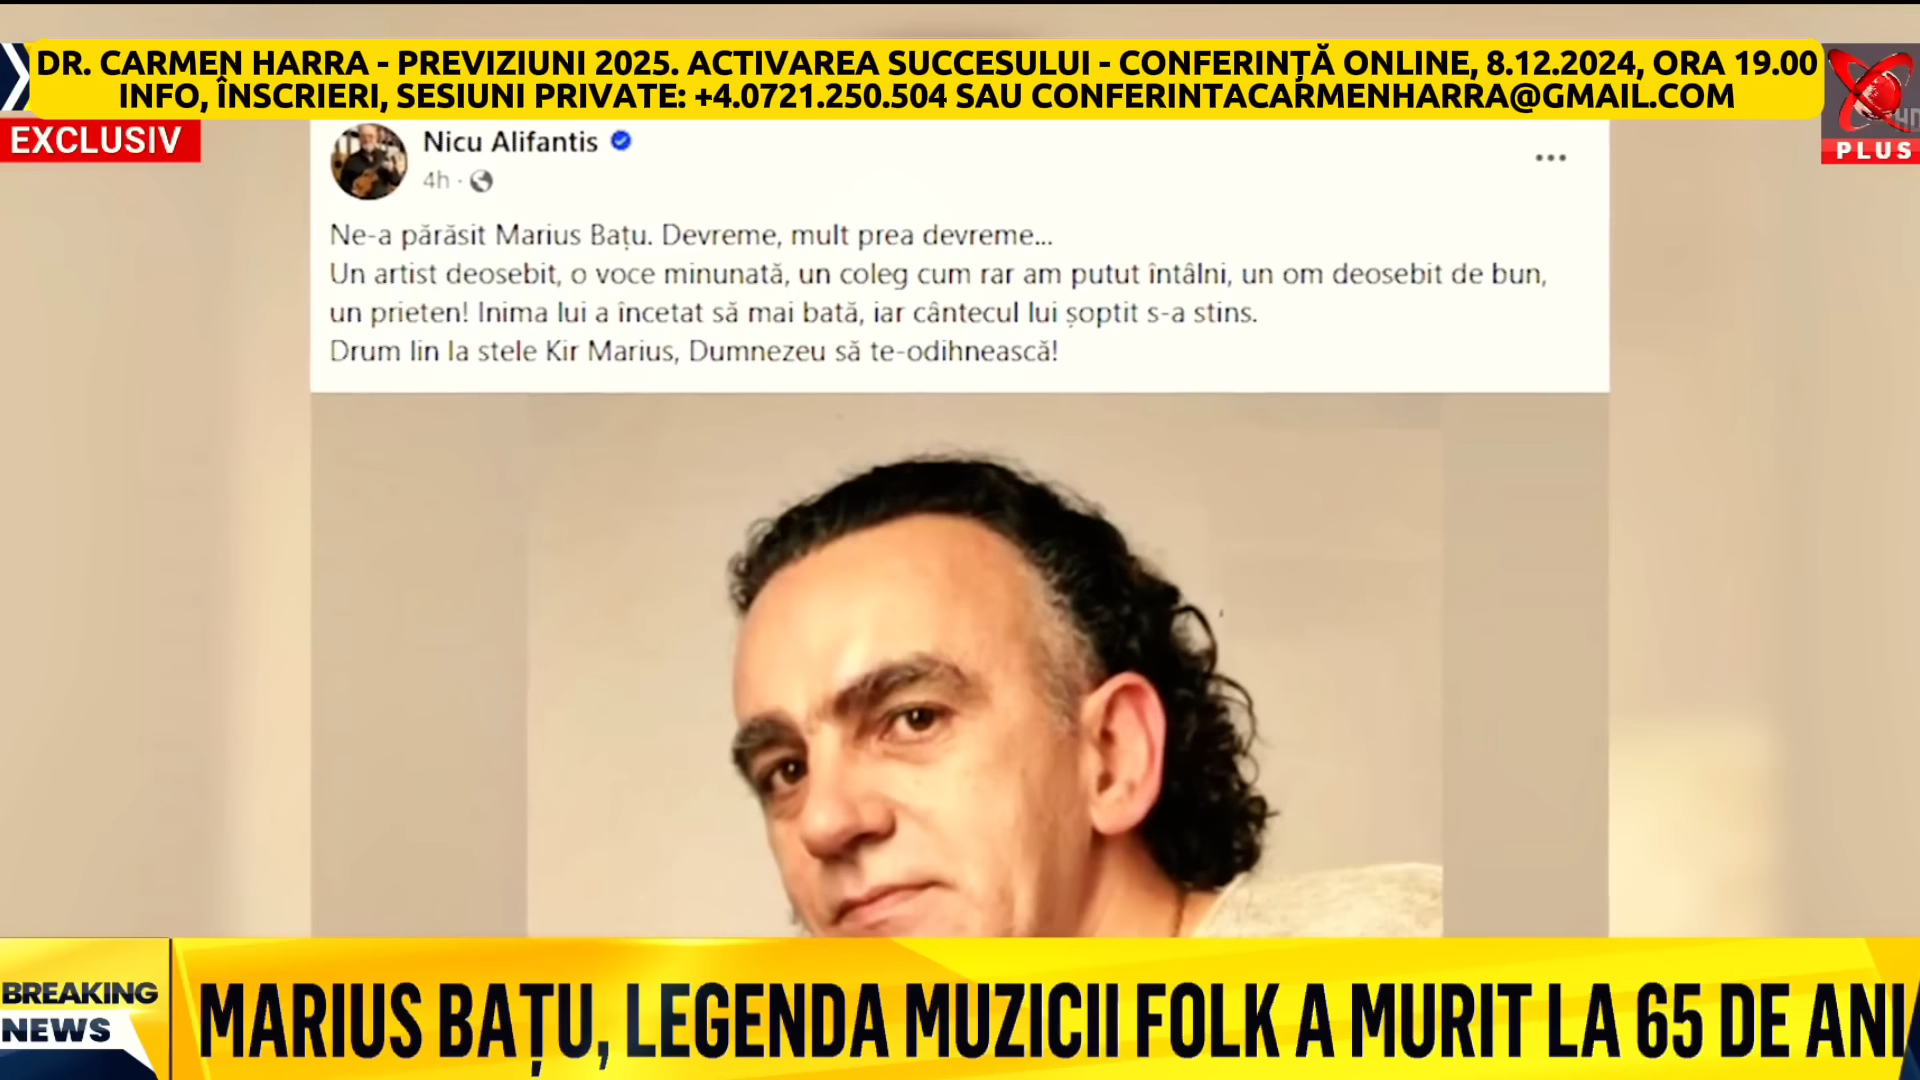 DR. CARMEN HARRA - PREVIZIUNI 2025. ACTIVAREA SUCCESULUI - CONFERINȚĂ ONLINE, 8.12.2024, ORA 19.00
INFO, ÎNSCRIERI, SESIUNI PRIVATE: +4.0721.250.504 SAU CONFERINTACARMENHARRA@GMAIL.COM
EXCLUSIV
HD
PLUS
Nicu Alifantis
4h
Ne-a părăsit Marius Bațu. Devreme, mult prea devreme...
Un artist deosebit, o voce minunată, un coleg cum rar am putut întâlni, un om deosebit de bun,
un prieten! Inima lui a încetat să mai bată, iar cântecul lui șoptit s-a stins.
Drum lin la stele Kir Marius, Dumnezeu să te-odihnească!
BREAKING
NEWS
MARIUS BAȚU, LEGENDA MUZICII FOLK A MURIT LA 65 DE ANI